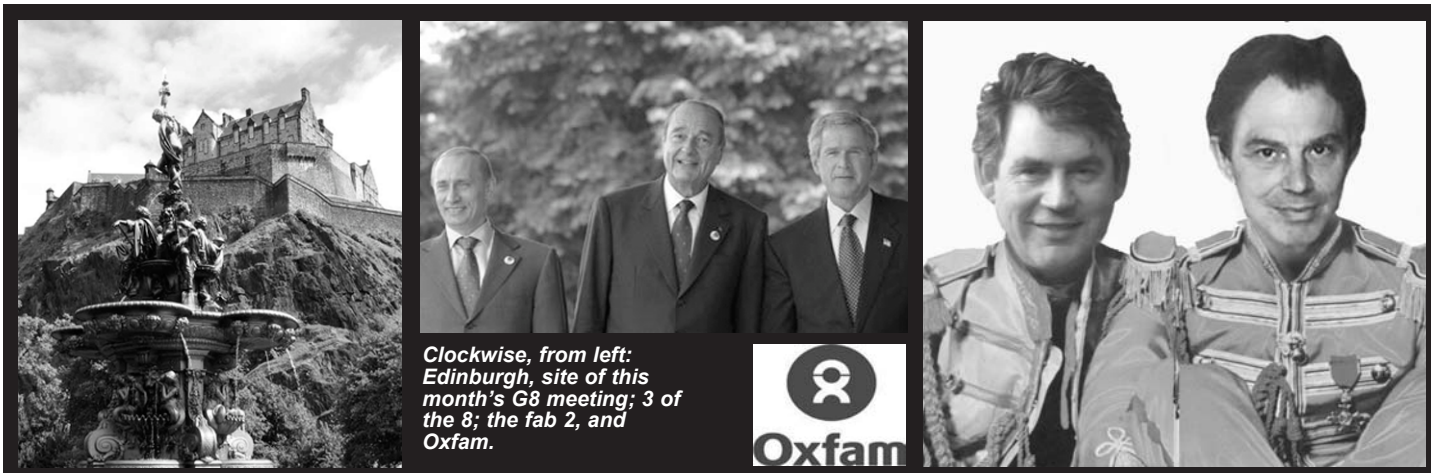 Clockwise, from left:
Edinburgh, site of this
month's G8 meeting; 3 of
the 8; the fab 2, and
Oxfam.
Oxfam